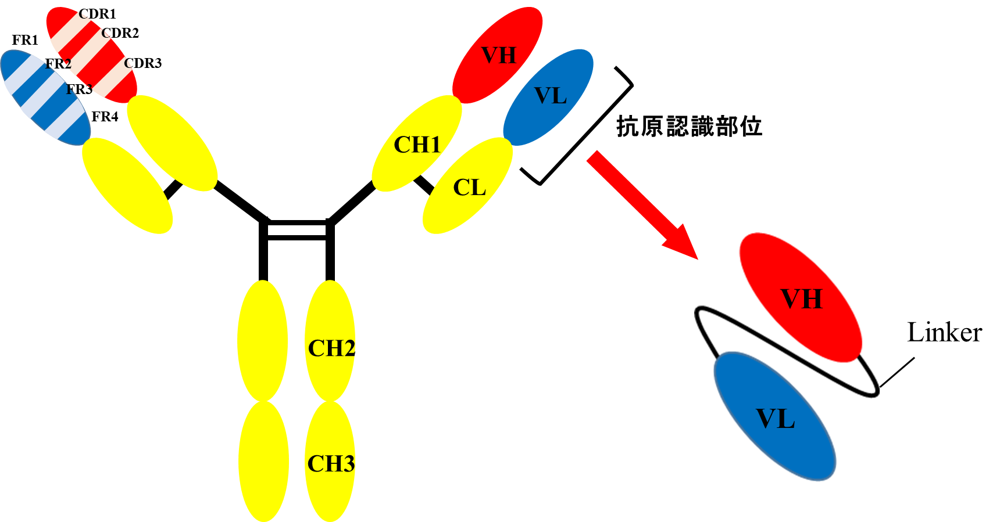 CDR1
CDR2
CDR3
FR1
FR2
FR3
FR4
VH
VL
CH1
CL
抗原認識部位
CH2
CH3
VH
Linker
VL